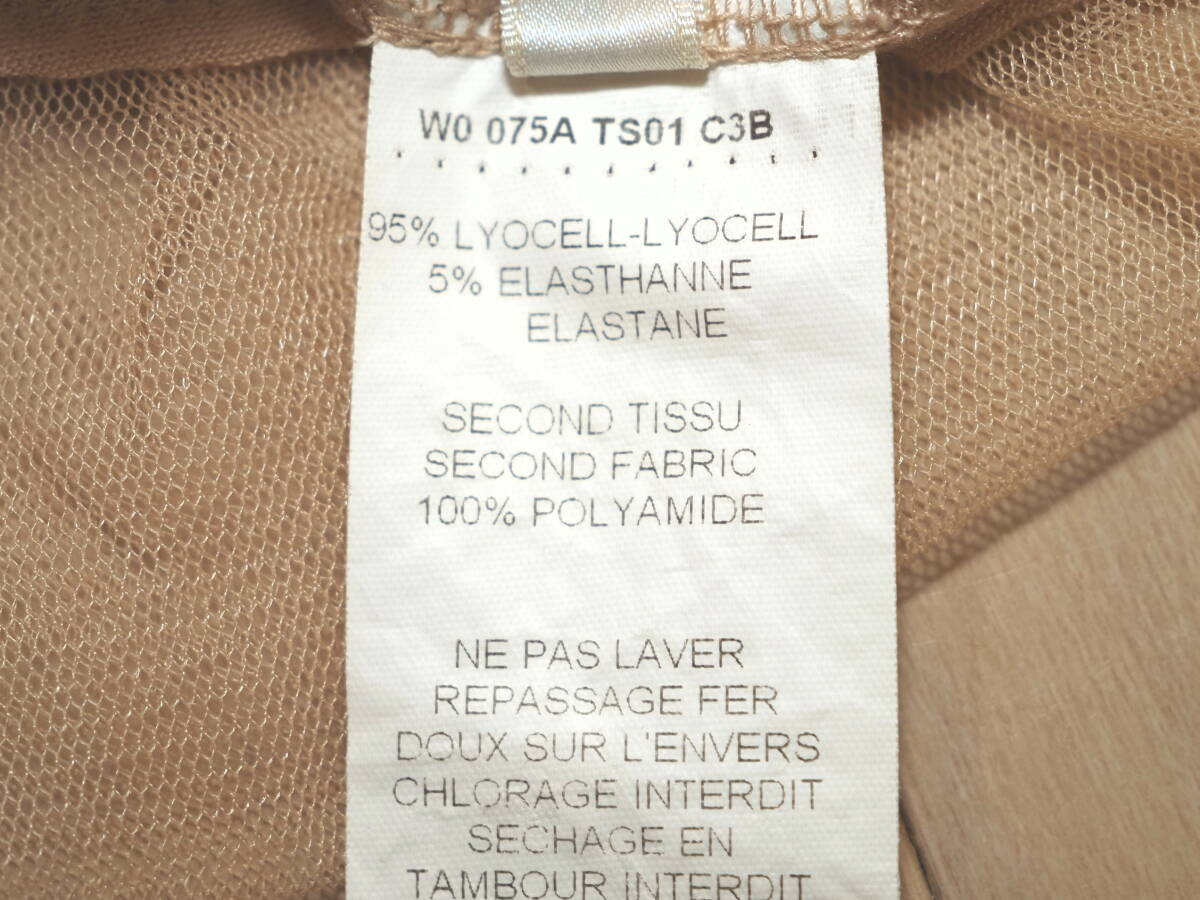 W0 075A TS01 C3B
95% LYOCELL-LYOCELL
5% ELASTHANNE
ELASTANE
SECOND TISSU
SECOND FABRIC
100% POLYAMIDE
NE PAS LAVER
REPASSAGE FER
DOUX SUR L'ENVERS
CHLORAGE INTERDIT
SECHAGE EN
TAMBOUR INTERDIT